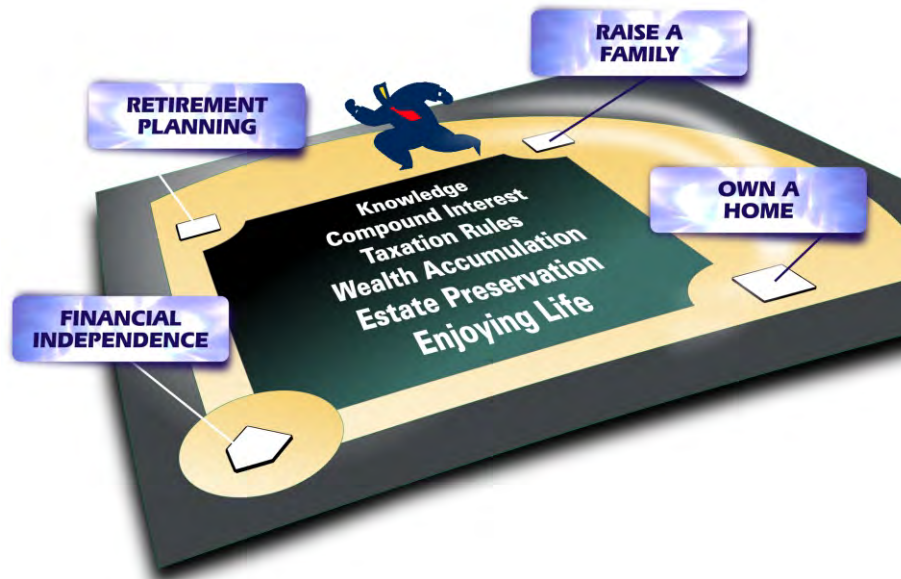 RAISE A
FAMILY
RETIREMENT
PLANNING
OWN A
HOME
Knowledge
Compound Interest
Taxation Rules
Wealth Accumulation
Estate Preservation
Enjoying Life
FINANCIAL
INDEPENDENCE